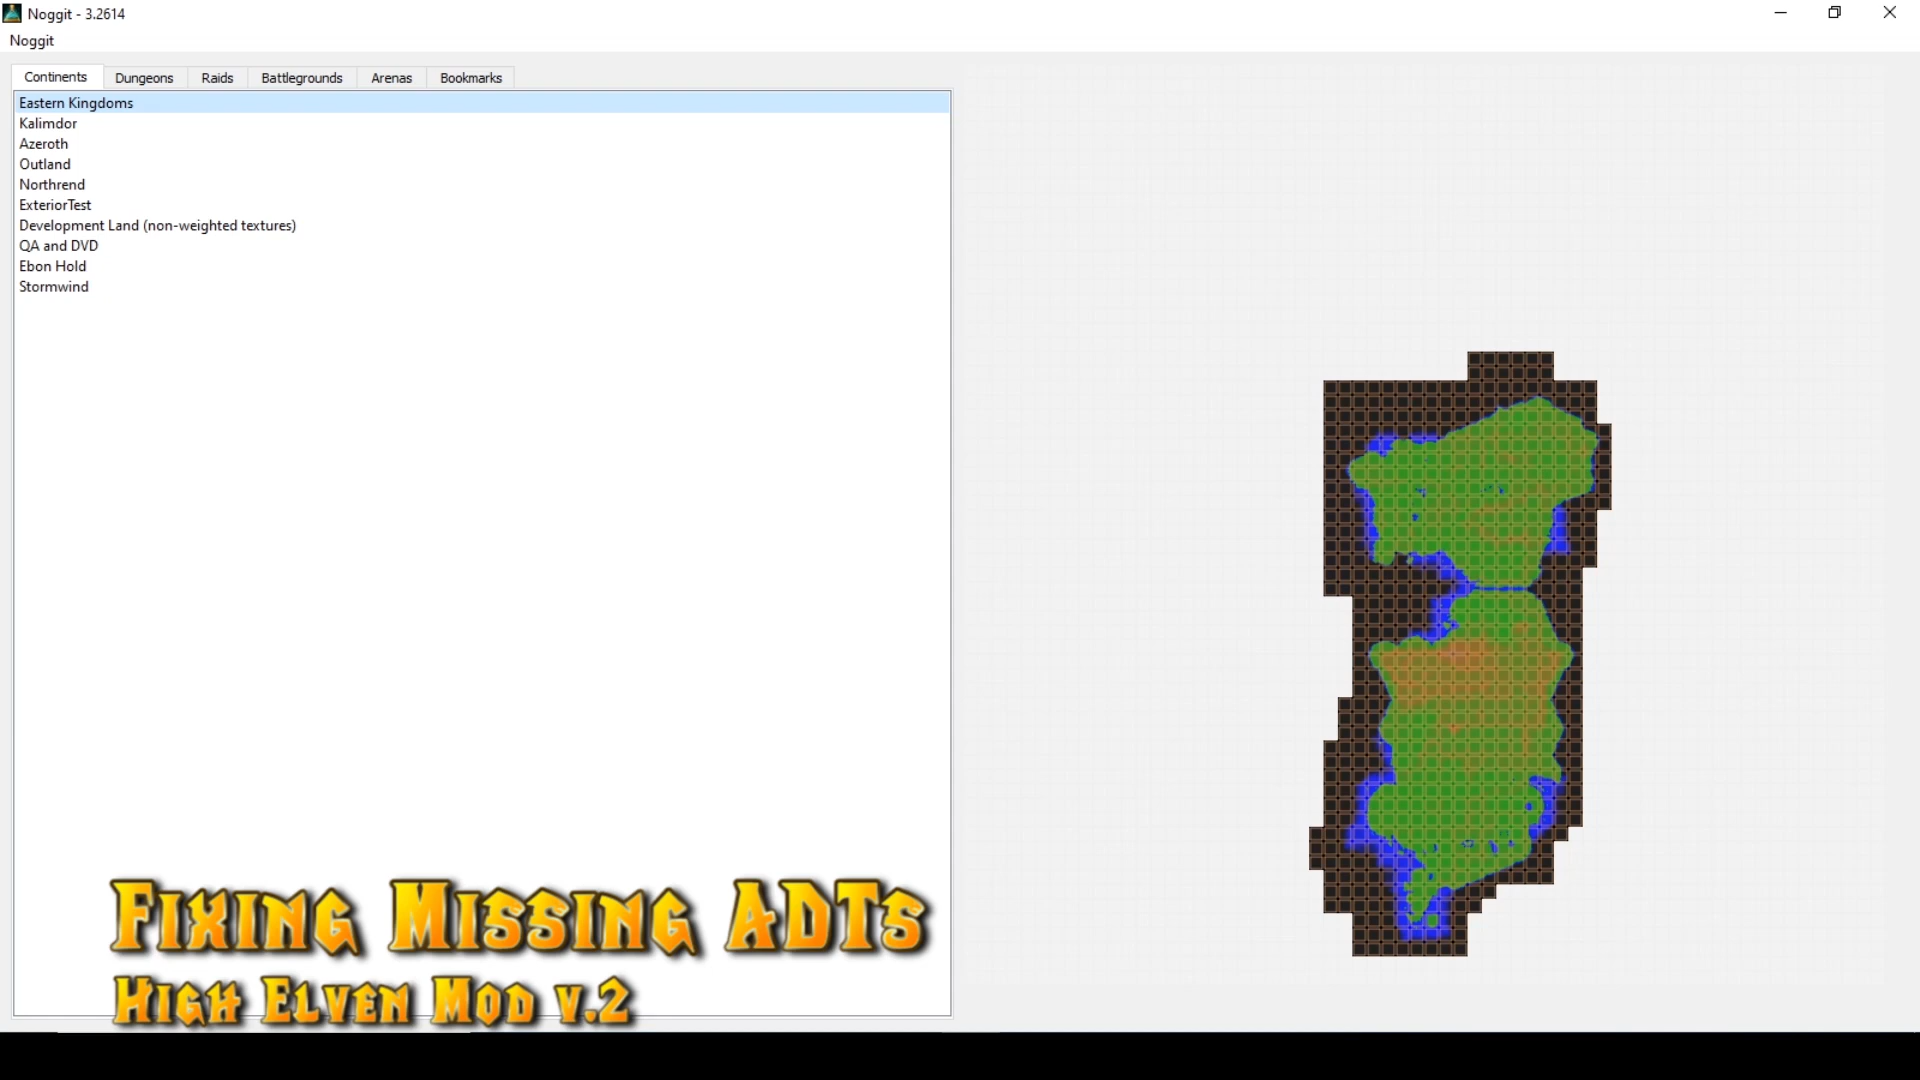 Noggit - 3.2614
Noggit
Continents Dungeons Raids Battlegrounds Arenas Bookmarks
Eastern Kingdoms
Kalimdor
Azeroth
Outland
Northrend
ExteriorTest
Development Land (non-weighted textures)
QA and DVD
Ebon Hold
Stormwind
Fixing Missing ADTs
High Elven Mod v.2